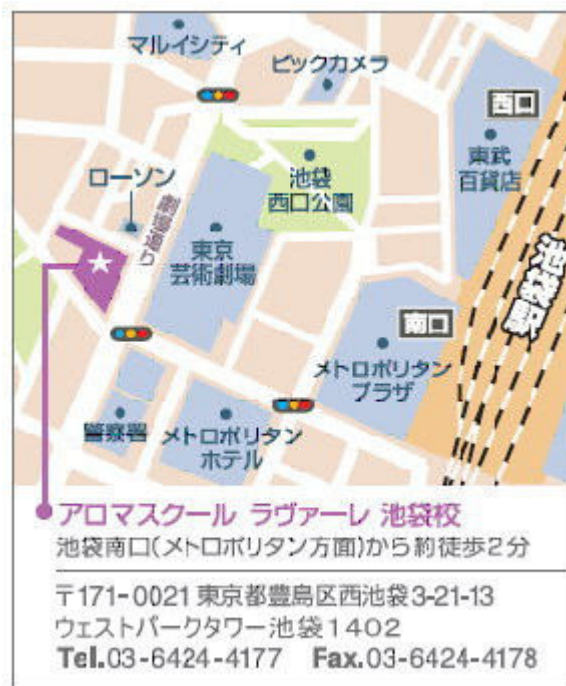 マルイシティ
ビックカメラ
西口
東武
百貨店
池袋
西口公園
ローソン
劇場通り
東京
芸術劇場
池袋駅
南口
メトロポリタン
プラザ
警察署
メトロポリタン
ホテル
アロマスクール ラヴァーレ 池袋校
池袋南口(メトロポリタン方面)から約徒歩2分
〒171-0021 東京都豊島区西池袋3-21-13
ウェストパークタワー池袋1402
Tel.03-6424-4177 Fax.03-6424-4178